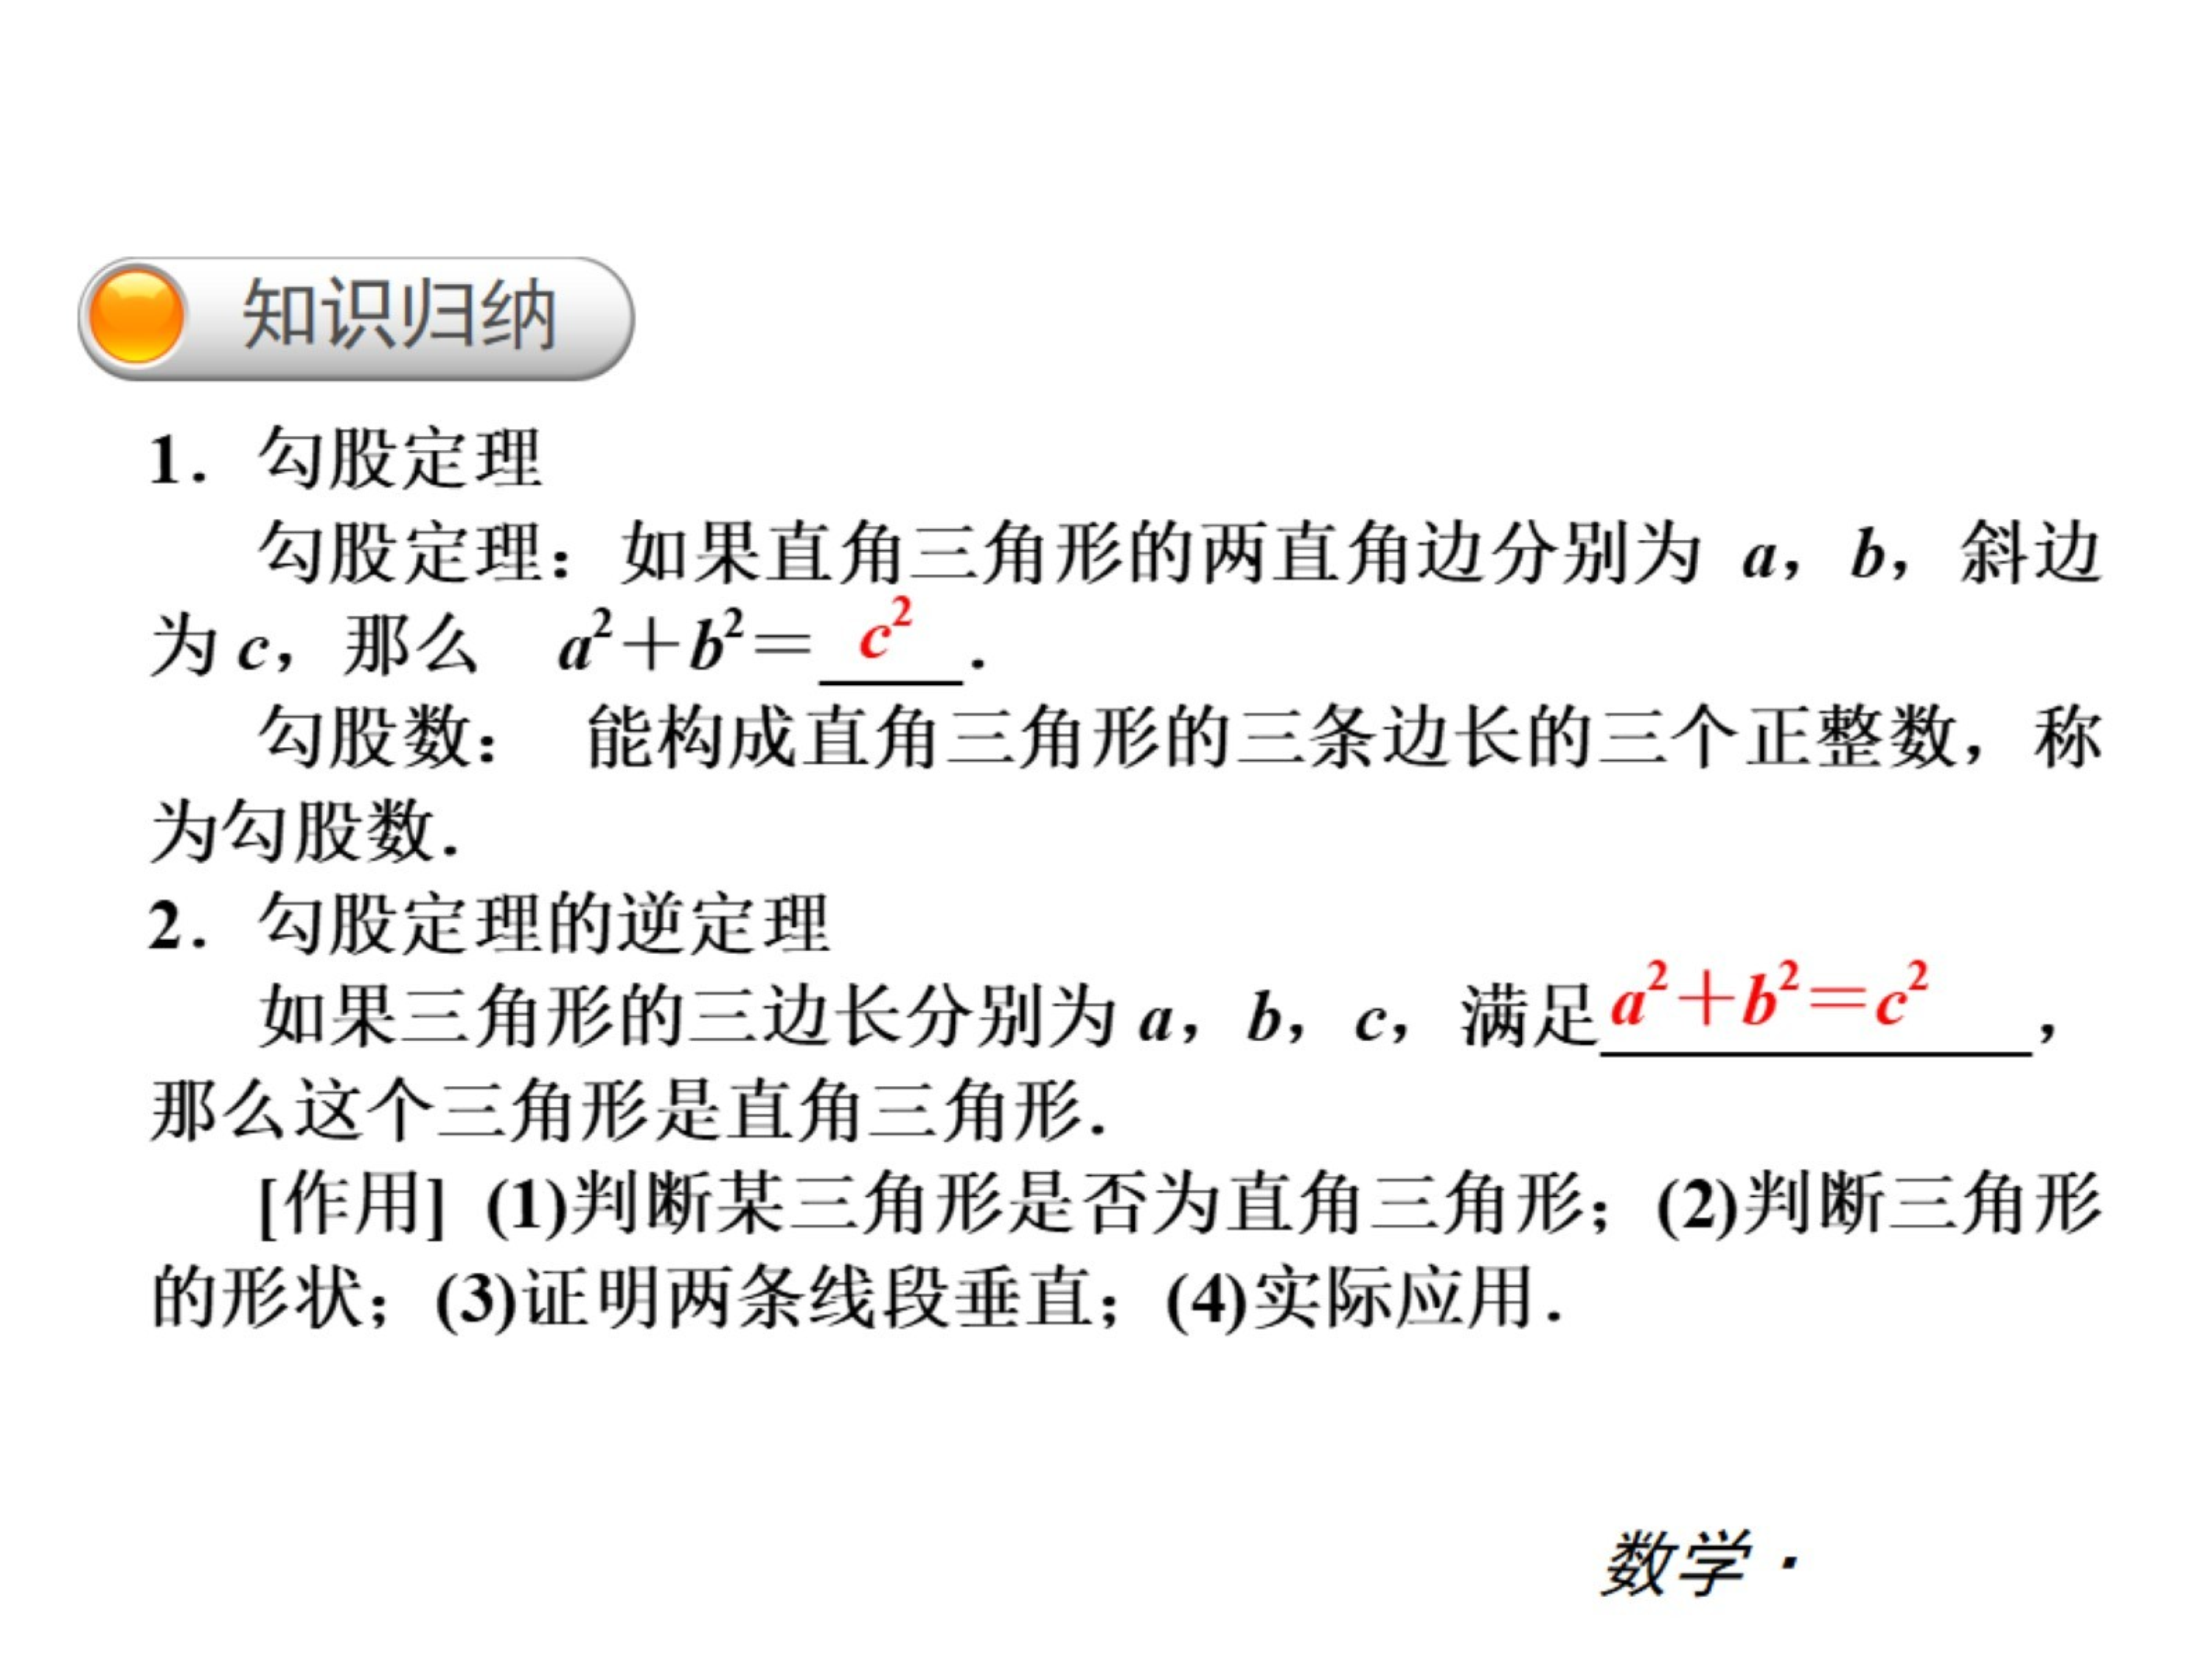 知识归纳
1．勾股定理
勾股定理：如果直角三角形的两直角边分别为 a，b，斜边
为 c，那么 a²＋b²＝ c² ．
勾股数： 能构成直角三角形的三条边长的三个正整数，称
为勾股数．
2．勾股定理的逆定理
如果三角形的三边长分别为 a，b，c，满足a²＋b²＝c²，
那么这个三角形是直角三角形．
[作用] (1)判断某三角形是否为直角三角形；(2)判断三角形
的形状；(3)证明两条线段垂直；(4)实际应用．
数学·